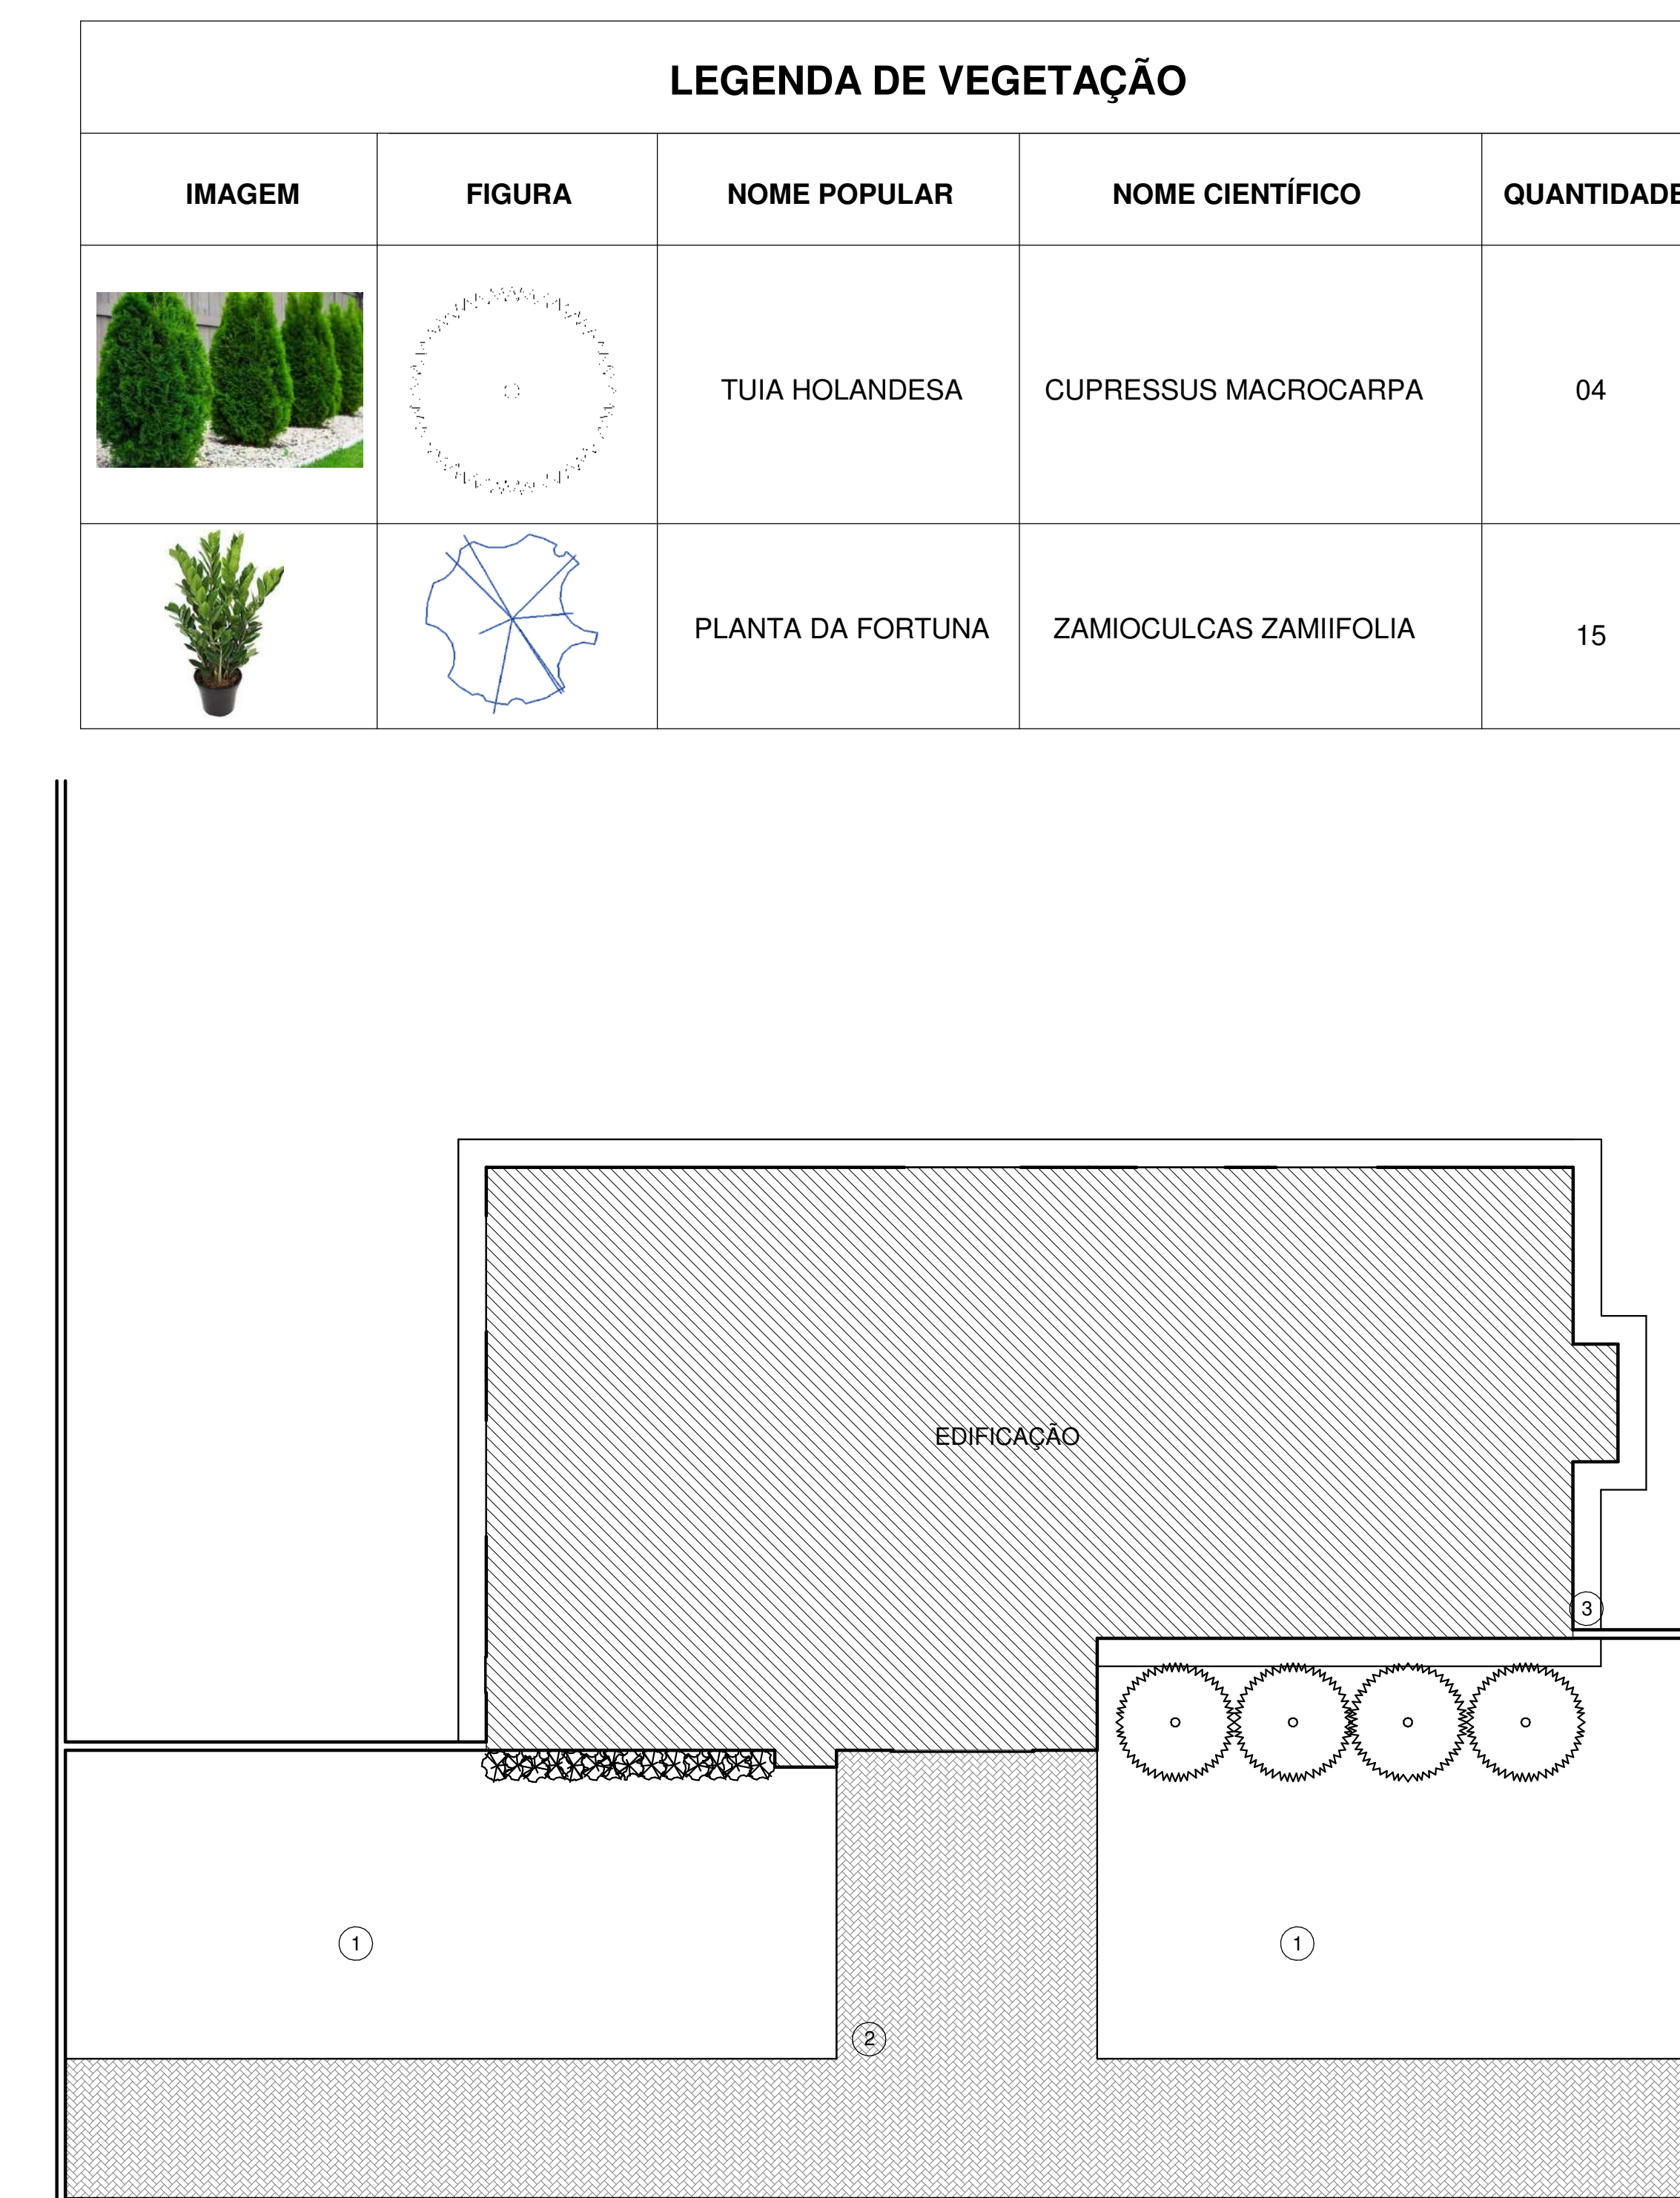 LEGENDA DE VEGETAÇÃO
IMAGEM FIGURA NOME POPULAR NOME CIENTÍFICO QUANTIDADE
TUIA HOLANDESA CUPRESSUS MACROCARPA 04
PLANTA DA FORTUNA ZAMIOCULCAS ZAMIIFOLIA 15
EDIFICAÇÃO
3
1 1
2